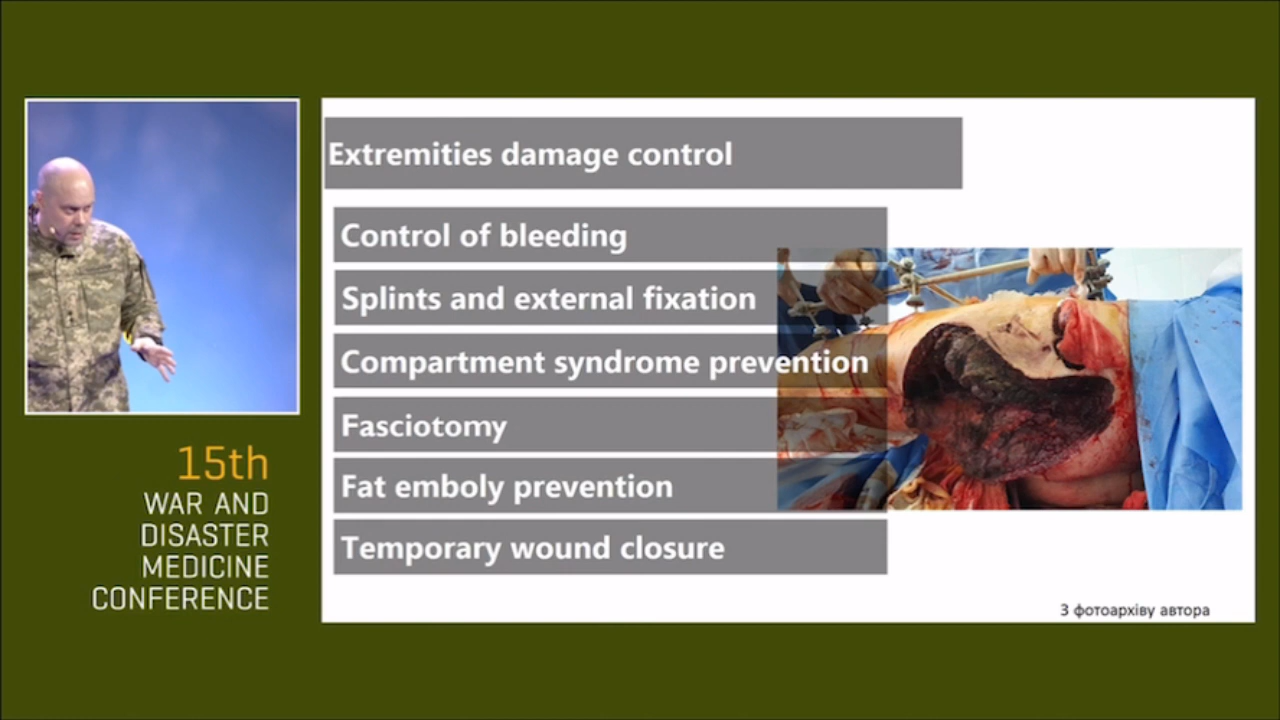 15th
WAR AND
DISASTER
MEDICINE
CONFERENCE
Extremities damage control
Control of bleeding
Splints and external fixation
Compartment syndrome prevention
Fasciotomy
Fat emboly prevention
Temporary wound closure
З фотоархіву автора